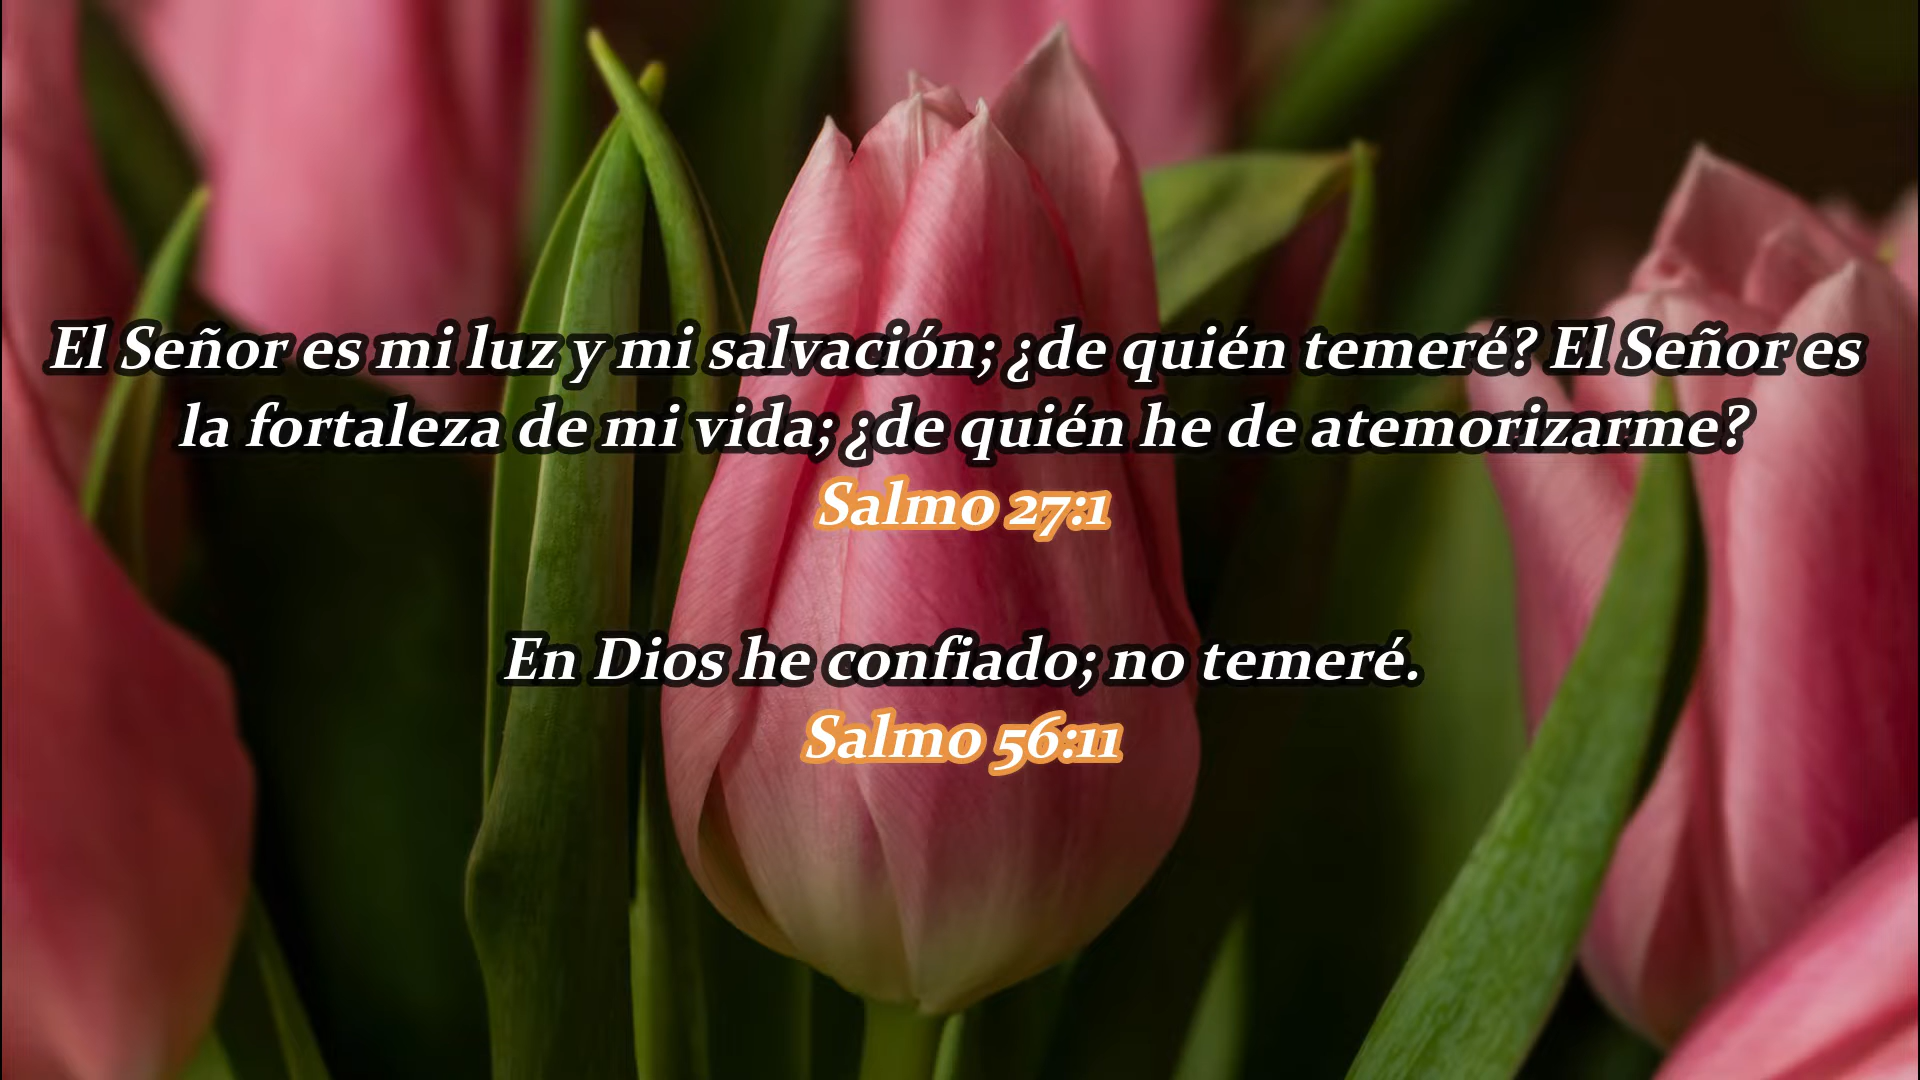 El Señor es mi luz y mi salvación; ¿de quién temeré? El Señor es
la fortaleza de mi vida; ¿de quién he de atemorizarme?
Salmo 27:1
En Dios he confiado; no temeré.
Salmo 56:11